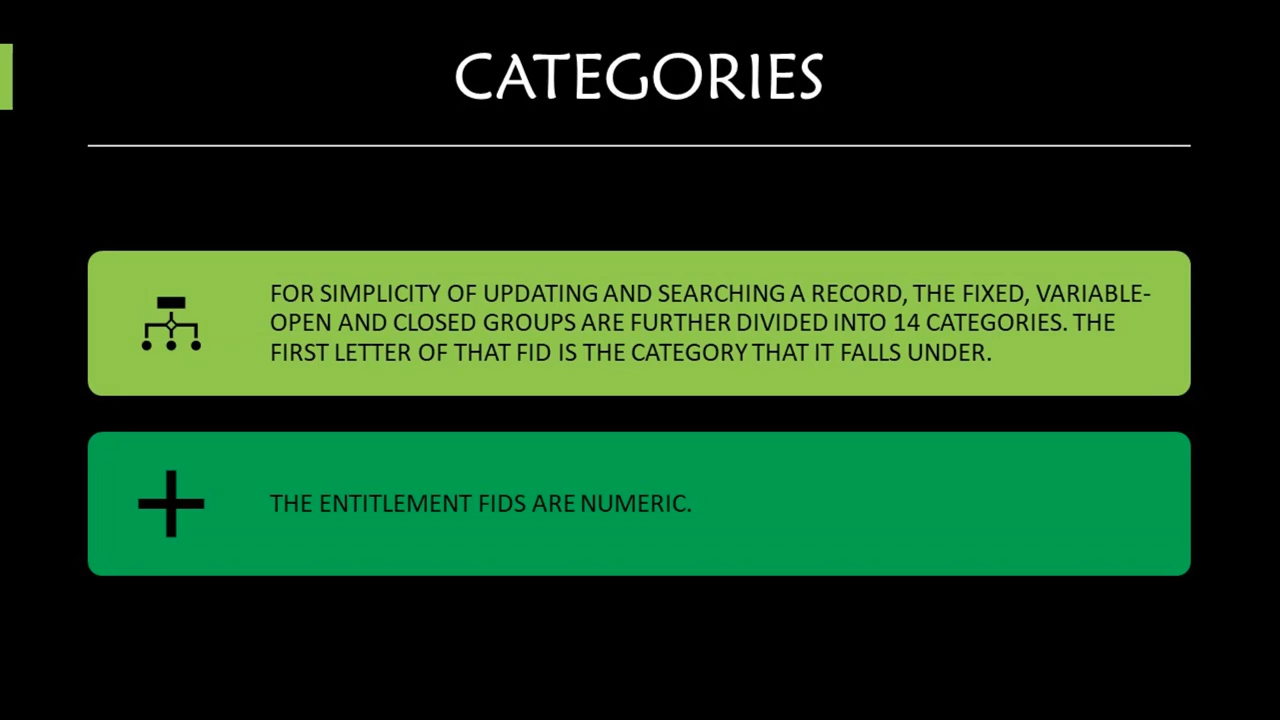 CATEGORIES
FOR SIMPLICITY OF UPDATING AND SEARCHING A RECORD, THE FIXED, VARIABLE-
OPEN AND CLOSED GROUPS ARE FURTHER DIVIDED INTO 14 CATEGORIES. THE
FIRST LETTER OF THAT FID IS THE CATEGORY THAT IT FALLS UNDER.
THE ENTITLEMENT FIDS ARE NUMERIC.